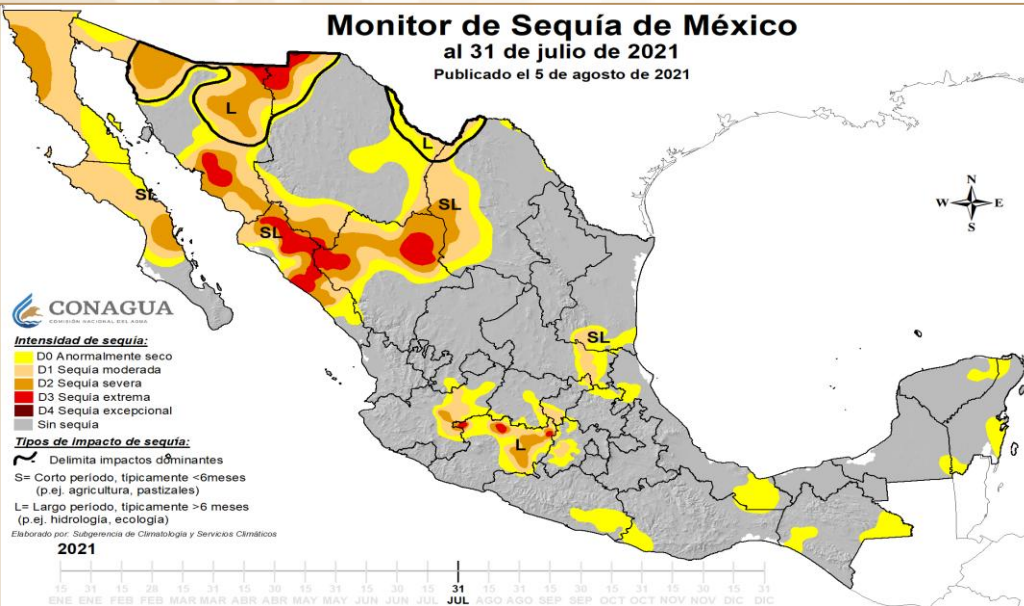 Monitor de Sequía de México
al 31 de julio de 2021
Publicado el 5 de agosto de 2021
L
L
SL
SL
SL
N
W E
S
CONAGUA
COMISIÓN NACIONAL DEL AGUA
SL
L
Intensidad de sequía:
D0 Anormalmente seco
D1 Sequía moderada
D2 Sequía severa
D3 Sequía extrema
D4 Sequía excepcional
Sin sequía
Tipos de impacto de sequía:
Delimita impactos dominantes
S= Corto período, típicamente <6meses
(p.ej. agricultura, pastizales)
L= Largo período, típicamente >6 meses
(p.ej. hidrología, ecología)
Elaborado por: Subgerencia de Climatología y Servicios Climáticos
2021
15 31 15 28 15 31 15 30 15 31 15 30 15 31 15 31 15 30 15 31 15 30 15 31
ENE ENE FEB FEB MAR MAR ABR ABR MAY MAY JUN JUN JUL JUL AGO AGO SEP SEP OCT OCT NOV NOV DIC DIC